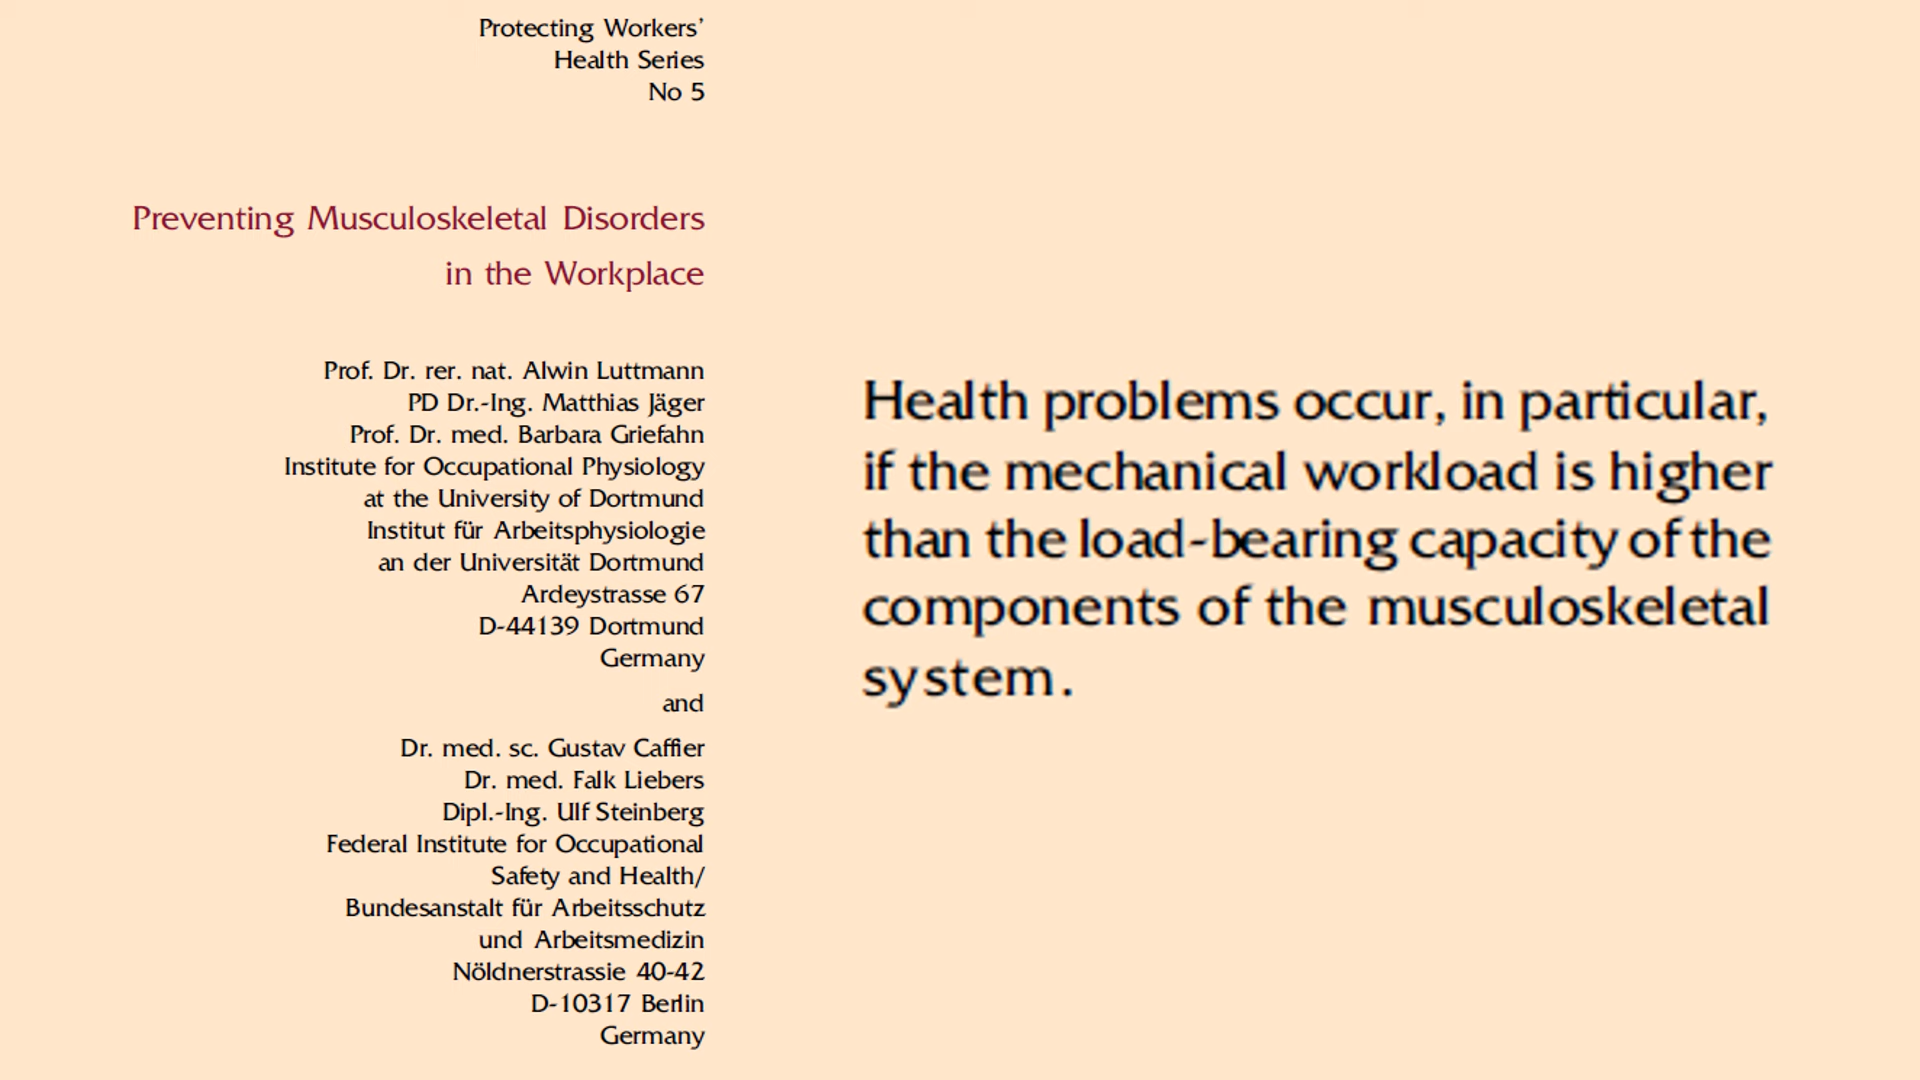 Protecting Workers’
Health Series
No 5
Preventing Musculoskeletal Disorders
in the Workplace
Prof. Dr. rer. nat. Alwin Luttmann
PD Dr.-Ing. Matthias Jäger
Prof. Dr. med. Barbara Griefahn
Institute for Occupational Physiology
at the University of Dortmund
Institut für Arbeitsphysiologie
an der Universität Dortmund
Ardeystrasse 67
D-44139 Dortmund
Germany
and
Dr. med. sc. Gustav Caffier
Dr. med. Falk Liebers
Dipl.-Ing. Ulf Steinberg
Federal Institute for Occupational
Safety and Health/
Bundesanstalt für Arbeitsschutz
und Arbeitsmedizin
Nöldnerstrassie 40-42
D-10317 Berlin
Germany
Health problems occur, in particular,
if the mechanical workload is higher
than the load-bearing capacity of the
components of the musculoskeletal
system.